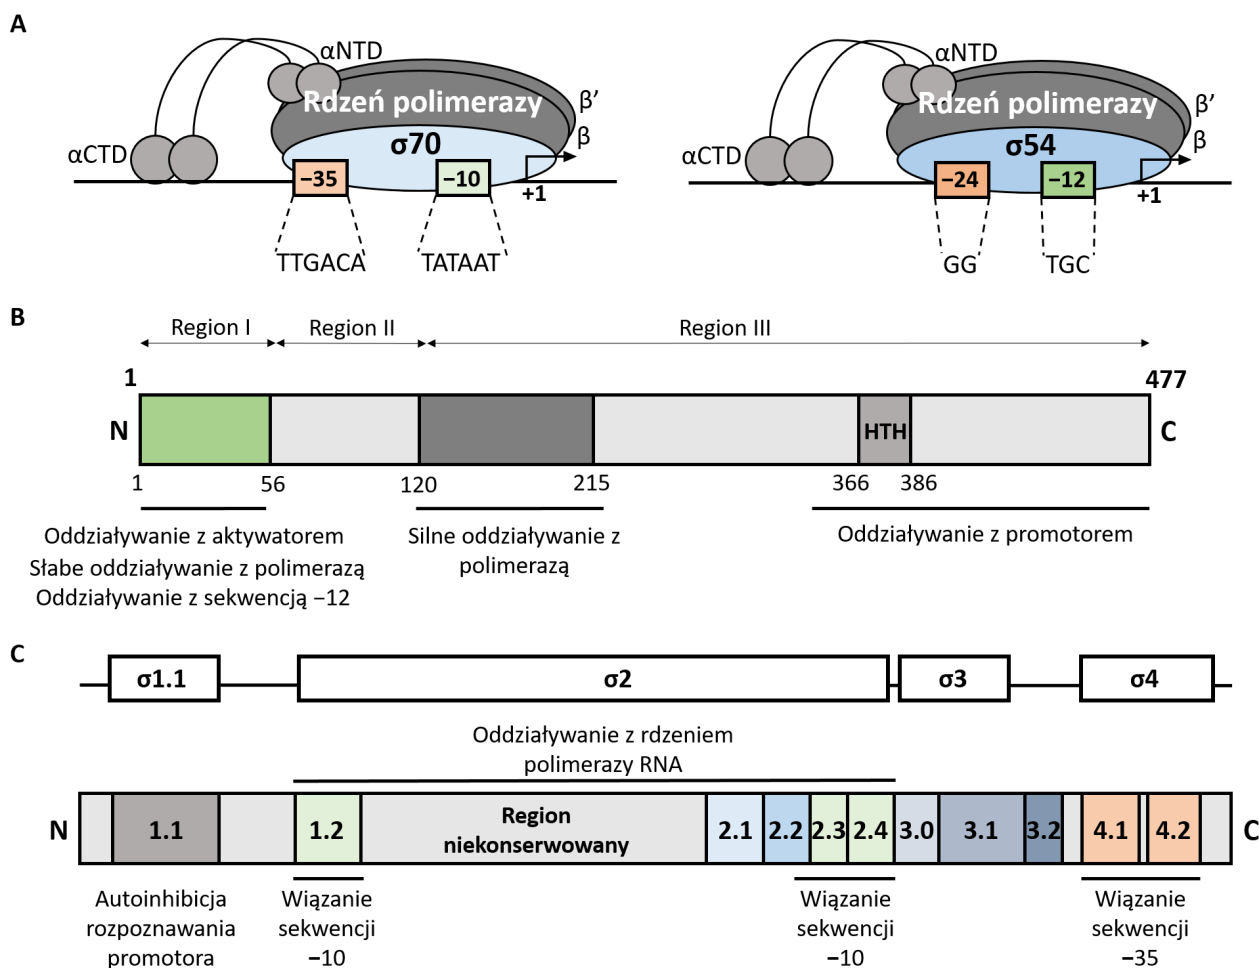 A
αNTD
Rdzeń polimerazy
β’
β
σ70
αCTD
−35
−10
+1
TTGACA
TATAAT
αNTD
Rdzeń polimerazy
β’
β
σ54
αCTD
−24
−12
+1
GG
TGC
B
Region I
Region II
Region III
1
477
N
HTH
C
1
56
120
215
366
386
Oddziaływanie z aktywatorem
Słabe oddziaływanie z polimerazą
Oddziaływanie z sekwencją −12
Silne oddziaływanie z
polimerazą
Oddziaływanie z promotorem
C
σ1.1
σ2
σ3
σ4
Oddziaływanie z rdzeniem
polimerazy RNA
N
1.1
1.2
Region
niekonserwowany
2.1
2.2
2.3
2.4
3.0
3.1
3.2
4.1
4.2
C
Autoinhibicja
rozpoznawania
promotora
Wiązanie
sekwencji
−10
Wiązanie
sekwencji
−10
Wiązanie
sekwencji
−35